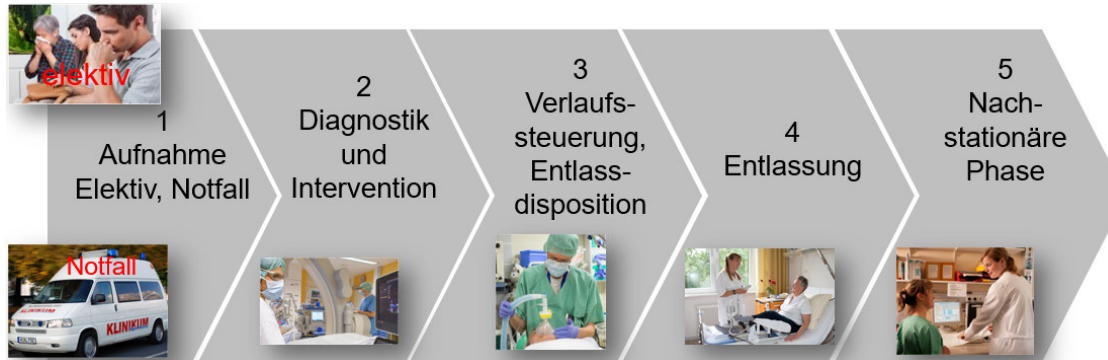 elektiv
1
Aufnahme
Elektiv, Notfall
Notfall
KLINIKUM
KLINIKUM
2
Diagnostik
und
Intervention
3
Verlaufs-
steuerung,
Entlass-
disposition
4
Entlassung
5
Nach-
stationäre
Phase